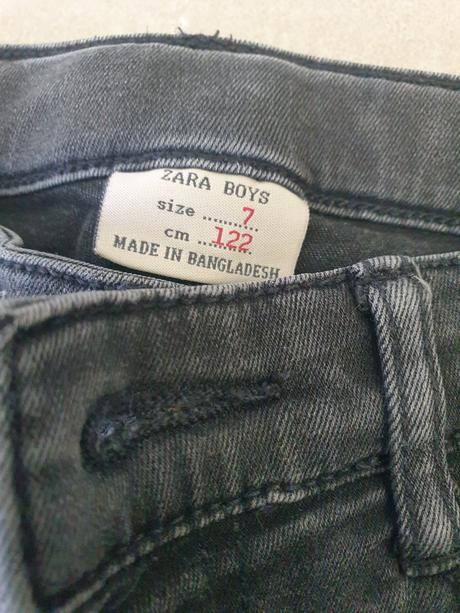 ZARA BOYS
size .......... 7
cm .......... 122
MADE IN BANGLADESH